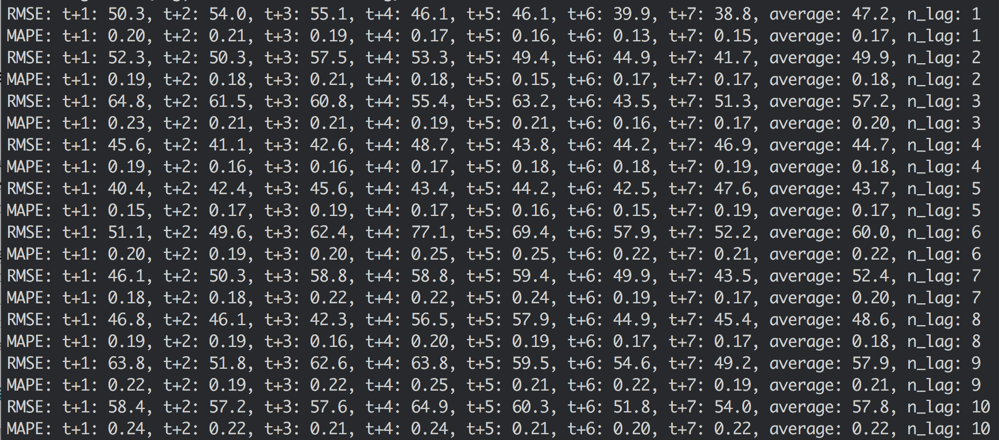 RMSE: t+1: 50.3, t+2: 54.0, t+3: 55.1, t+4: 46.1, t+5: 46.1, t+6: 39.9, t+7: 38.8, average: 47.2, n_lag: 1
MAPE: t+1: 0.20, t+2: 0.21, t+3: 0.19, t+4: 0.17, t+5: 0.16, t+6: 0.13, t+7: 0.15, average: 0.17, n_lag: 1
RMSE: t+1: 52.3, t+2: 50.3, t+3: 57.5, t+4: 53.3, t+5: 49.4, t+6: 44.9, t+7: 41.7, average: 49.9, n_lag: 2
MAPE: t+1: 0.19, t+2: 0.18, t+3: 0.21, t+4: 0.18, t+5: 0.15, t+6: 0.17, t+7: 0.17, average: 0.18, n_lag: 2
RMSE: t+1: 64.8, t+2: 61.5, t+3: 60.8, t+4: 55.4, t+5: 63.2, t+6: 43.5, t+7: 51.3, average: 57.2, n_lag: 3
MAPE: t+1: 0.23, t+2: 0.21, t+3: 0.21, t+4: 0.19, t+5: 0.21, t+6: 0.16, t+7: 0.17, average: 0.20, n_lag: 3
RMSE: t+1: 45.6, t+2: 41.1, t+3: 42.6, t+4: 48.7, t+5: 43.8, t+6: 44.2, t+7: 46.9, average: 44.7, n_lag: 4
MAPE: t+1: 0.19, t+2: 0.16, t+3: 0.16, t+4: 0.17, t+5: 0.18, t+6: 0.18, t+7: 0.19, average: 0.18, n_lag: 4
RMSE: t+1: 40.4, t+2: 42.4, t+3: 45.6, t+4: 43.4, t+5: 44.2, t+6: 42.5, t+7: 47.6, average: 43.7, n_lag: 5
MAPE: t+1: 0.15, t+2: 0.17, t+3: 0.19, t+4: 0.17, t+5: 0.16, t+6: 0.15, t+7: 0.19, average: 0.17, n_lag: 5
RMSE: t+1: 51.1, t+2: 49.6, t+3: 62.4, t+4: 77.1, t+5: 69.4, t+6: 57.9, t+7: 52.2, average: 60.0, n_lag: 6
MAPE: t+1: 0.20, t+2: 0.19, t+3: 0.20, t+4: 0.25, t+5: 0.25, t+6: 0.22, t+7: 0.21, average: 0.22, n_lag: 6
RMSE: t+1: 46.1, t+2: 50.3, t+3: 58.8, t+4: 58.8, t+5: 59.4, t+6: 49.9, t+7: 43.5, average: 52.4, n_lag: 7
MAPE: t+1: 0.18, t+2: 0.18, t+3: 0.22, t+4: 0.22, t+5: 0.24, t+6: 0.19, t+7: 0.17, average: 0.20, n_lag: 7
RMSE: t+1: 46.8, t+2: 46.1, t+3: 42.3, t+4: 56.5, t+5: 57.9, t+6: 44.9, t+7: 45.4, average: 48.6, n_lag: 8
MAPE: t+1: 0.19, t+2: 0.19, t+3: 0.16, t+4: 0.20, t+5: 0.19, t+6: 0.17, t+7: 0.17, average: 0.18, n_lag: 8
RMSE: t+1: 63.8, t+2: 51.8, t+3: 62.6, t+4: 63.8, t+5: 59.5, t+6: 54.6, t+7: 49.2, average: 57.9, n_lag: 9
MAPE: t+1: 0.22, t+2: 0.19, t+3: 0.22, t+4: 0.25, t+5: 0.21, t+6: 0.22, t+7: 0.19, average: 0.21, n_lag: 9
RMSE: t+1: 58.4, t+2: 57.2, t+3: 57.6, t+4: 64.9, t+5: 60.3, t+6: 51.8, t+7: 54.0, average: 57.8, n_lag: 10
MAPE: t+1: 0.24, t+2: 0.22, t+3: 0.21, t+4: 0.24, t+5: 0.21, t+6: 0.20, t+7: 0.22, average: 0.22, n_lag: 10